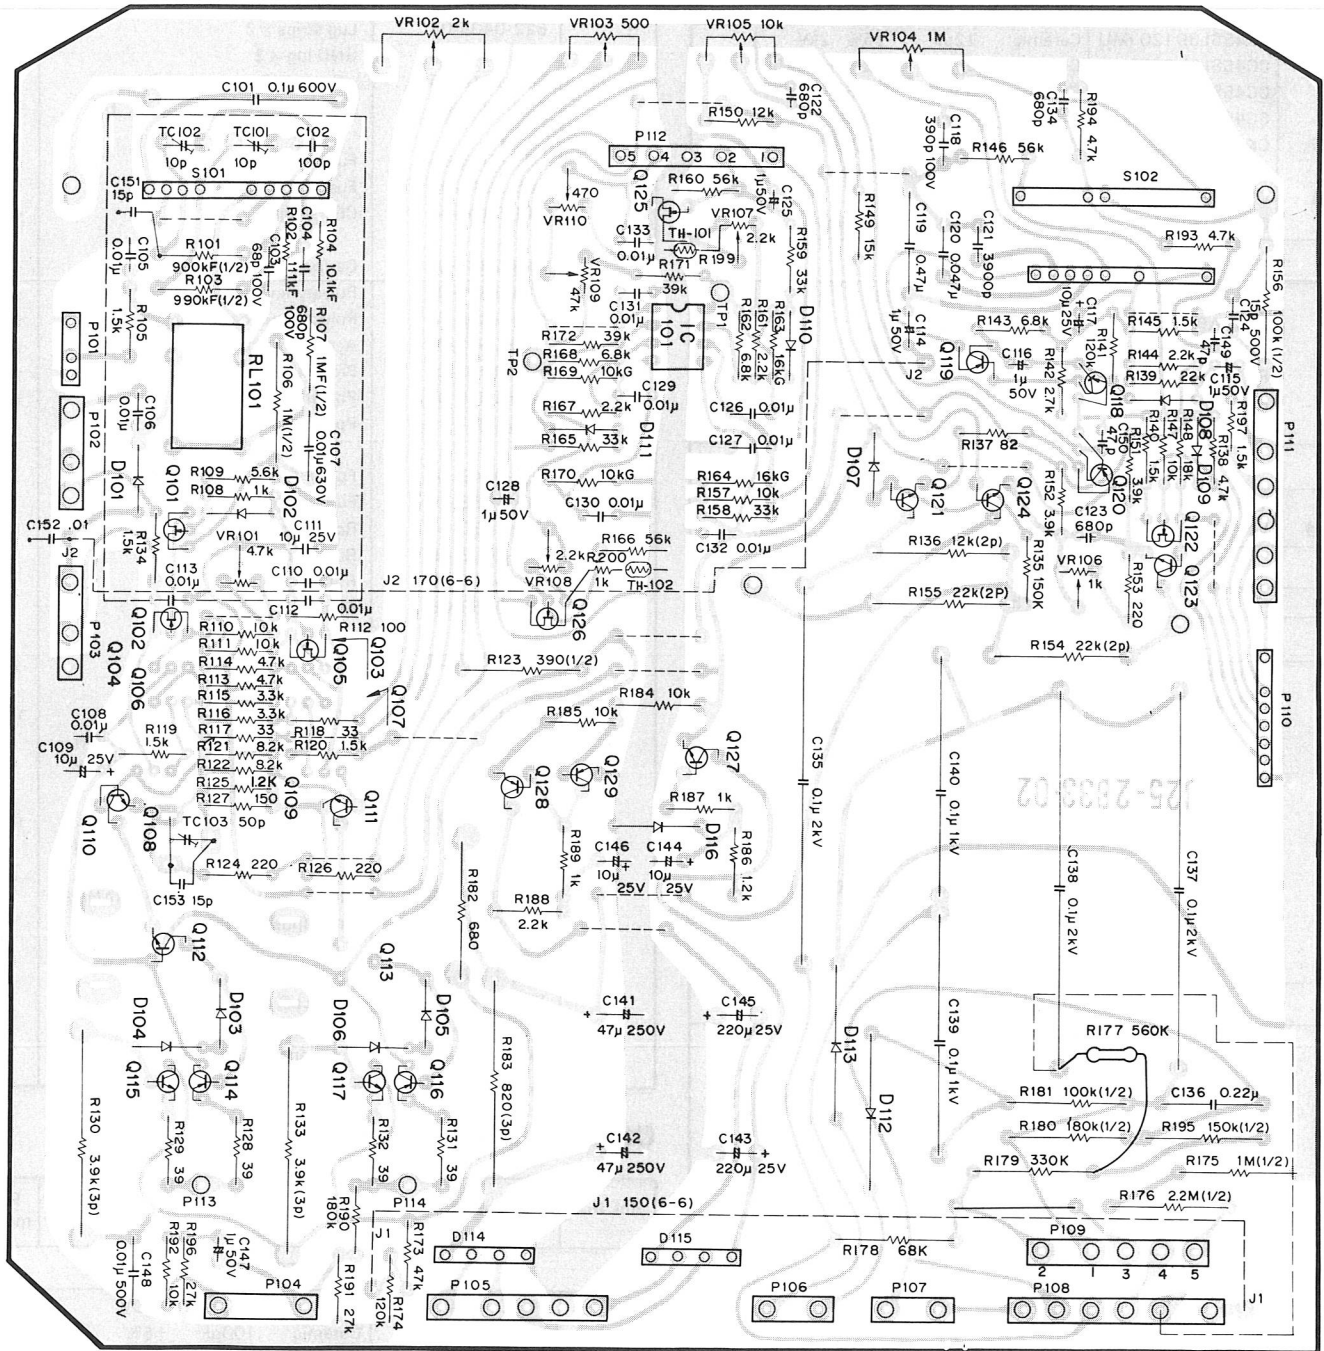 VR102 2k
VR103 500
VR105 10k
VR104 1M
C101 0.1µ 600V
TC102
10p
TC101
10p
C102
100p
C122
680p
R150 12k
C134
680p
R194 4.7k
P112
5 4 3 2 1
C118
390p 100V
R146 56k
S101
C151
15p
S102
R160 56k
C125
1µ50V
Q125
470
VR110
VR107
2.2k
R149 15k
C119
0.47µ
C120
0.047µ
C121
3900p
R193 4.7k
C105
0.01µ
R101
900kF(1/2)
R103
990kF(1/2)
R102
111kF
C103
68p 100V
C104
680p
100V
R104
10.1kF
C133
0.01µ
TH-101
R199
R171
39k
R159
33k
R156
100k(1/2)
VR109
47k
C131
0.01µ
TP1
IC
101
R105
1.5k
P101
R107
1MF(1/2)
R106
1M(1/2)
RL101
C107
0.01µ630V
TP2
R172 39k
R168 6.8k
R169 10kG
R162
6.8k
R161
2.2k
R163
16kG
D110
C114
1µ 50V
J2
R143 6.8k
C117
10µ25V
R145 1.5k
C124
15p 500V
Q119
C116
1µ
50V
R142
2.7k
R141
120k
Q118
R144 2.2k
R139 22k
C149
47p
C115
1µ50V
P102
C106
0.01µ
C129
0.01µ
R167 2.2k
R165 33k
D111
C126 0.01µ
C127 0.01µ
R137 82
D107
C150
47p
R151
3.9k
R140
1.5k
R147
10k
R148
18k
D108
D109
R138
4.7k
R197
1.5k
P111
D101
Q101
R109 5.6k
R108 1k
D102
R170 10kG
R164 16kG
R157 10k
R158 33k
C128
1µ50V
C130 0.01µ
Q121
Q124
R152
3.9k
Q120
C123
680p
Q122
Q123
C152 .01
J2
R134
1.5k
VR101
4.7k
C111
10µ 25V
R166 56k
C132 0.01µ
R136 12k(2p)
R135
150K
VR106
1k
R153
220
C113
0.01µ
C110 0.01µ
J2 170(6-6)
2.2k
VR108
R200
1k
TH-102
R155 22k(2P)
P103
Q102
C112
0.01µ
R112 100
Q126
Q104
Q106
R110 10k
R111 10k
R114 4.7k
R113 4.7k
R115 3.3k
R116 3.3k
R117 33
R121 8.2k
R122 8.2k
R125 1.2K
R127 150
Q105
Q103
Q107
R118 33
R120 1.5k
R123 390(1/2)
R154 22k(2p)
P110
R184 10k
R185 10k
C108
0.01µ
C109
10µ 25V
+
R119
1.5k
Q127
Q128
Q129
C135
0.1µ 2kV
C140
0.1µ 1kV
J25-2833-02
Q110
Q108
Q109
Q111
TC103 50p
R187 1k
D116
R124 220
C153 15p
R126 220
R189
1k
C146
10µ
25V
+
C144
10µ
25V
+
R186
1.2k
R182
680
R188
2.2k
C138
0.1µ2kV
C137
0.1µ2kV
Q112
Q113
D104
D103
D106
D105
C141
47µ 250V
+
C145
220µ 25V
+
D113
C139
0.1µ 1kV
R177 560K
Q115
Q114
Q117
Q116
R183
820(3p)
D112
R181 100k(1/2)
C136 0.22µ
R130
3.9k(3p)
R129
39
R128
39
R133
3.9k(3p)
R132
39
R131
39
C142
47µ 250V
+
C143
220µ 25V
+
R180 180k(1/2)
R195 150k(1/2)
R179 330K
R175 1M(1/2)
P113
P114
R190
180k
J1 150(6-6)
R176 2.2M(1/2)
C148
0.01µ 500V
R192
10k
R196
27k
C147
1µ 50V
R191
27k
J1
R174
120k
R173
47k
D114
D115
R178 68K
P109
2 1 3 4 5
P104
P105
P106
P107
P108
J1